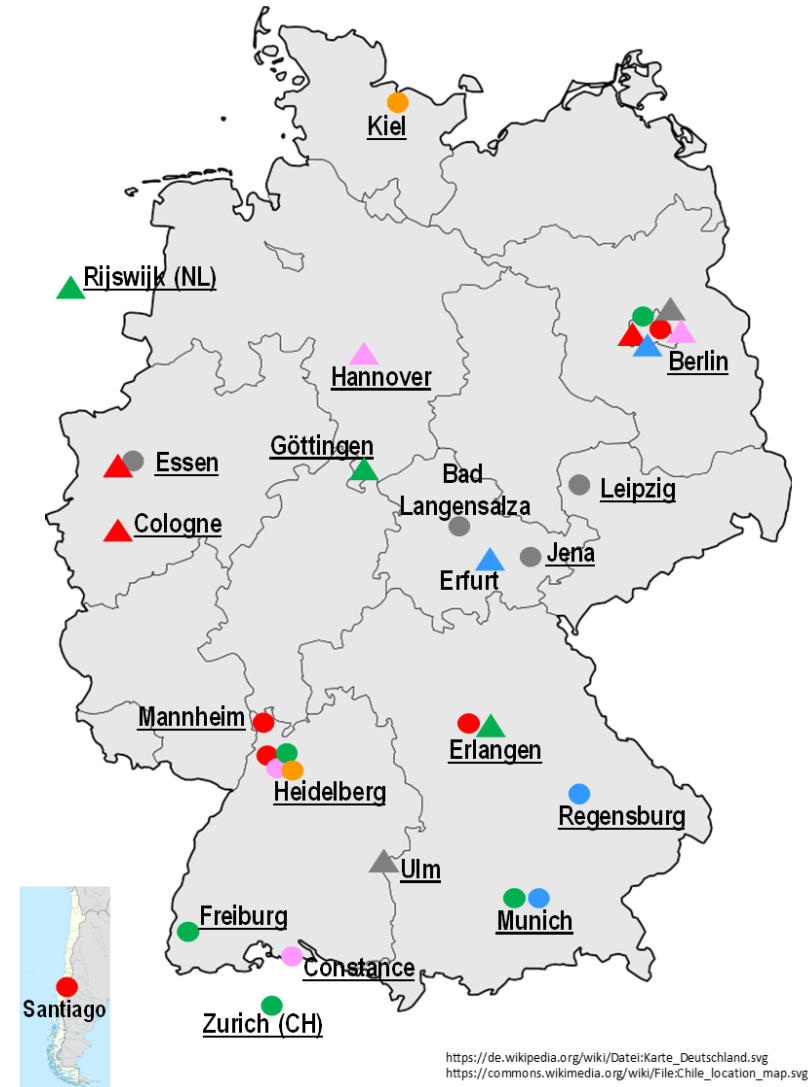 Kiel
Rijswijk (NL)
Hannover
Berlin
Göttingen
Essen
Bad
Langensalza
Leipzig
Cologne
Jena
Erfurt
Mannheim
Erlangen
Heidelberg
Regensburg
Ulm
Freiburg
Munich
Constance
Santiago
Zurich (CH)
https://de.wikipedia.org/wiki/Datei:Karte_Deutschland.svg
https://commons.wikimedia.org/wiki/File:Chile_location_map.svg